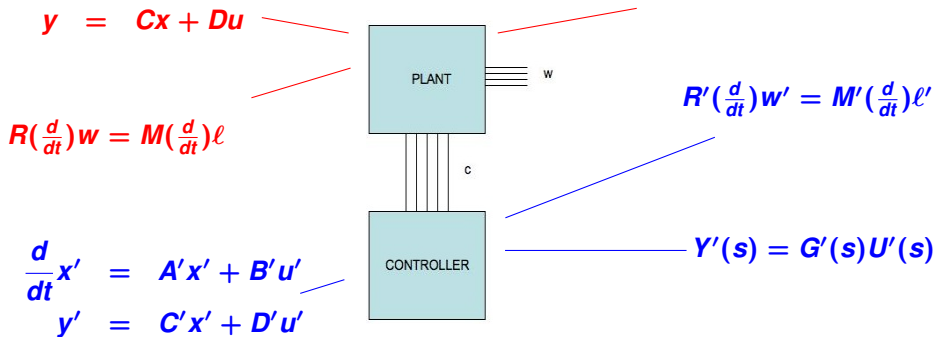 y = Cx + Du
PLANT
w
R(d/dt)w = M(d/dt)ℓ
R′(d/dt)w′ = M′(d/dt)ℓ′
c
CONTROLLER
Y′(s) = G′(s)U′(s)
d/dt x′ = A′x′ + B′u′
y′ = C′x′ + D′u′